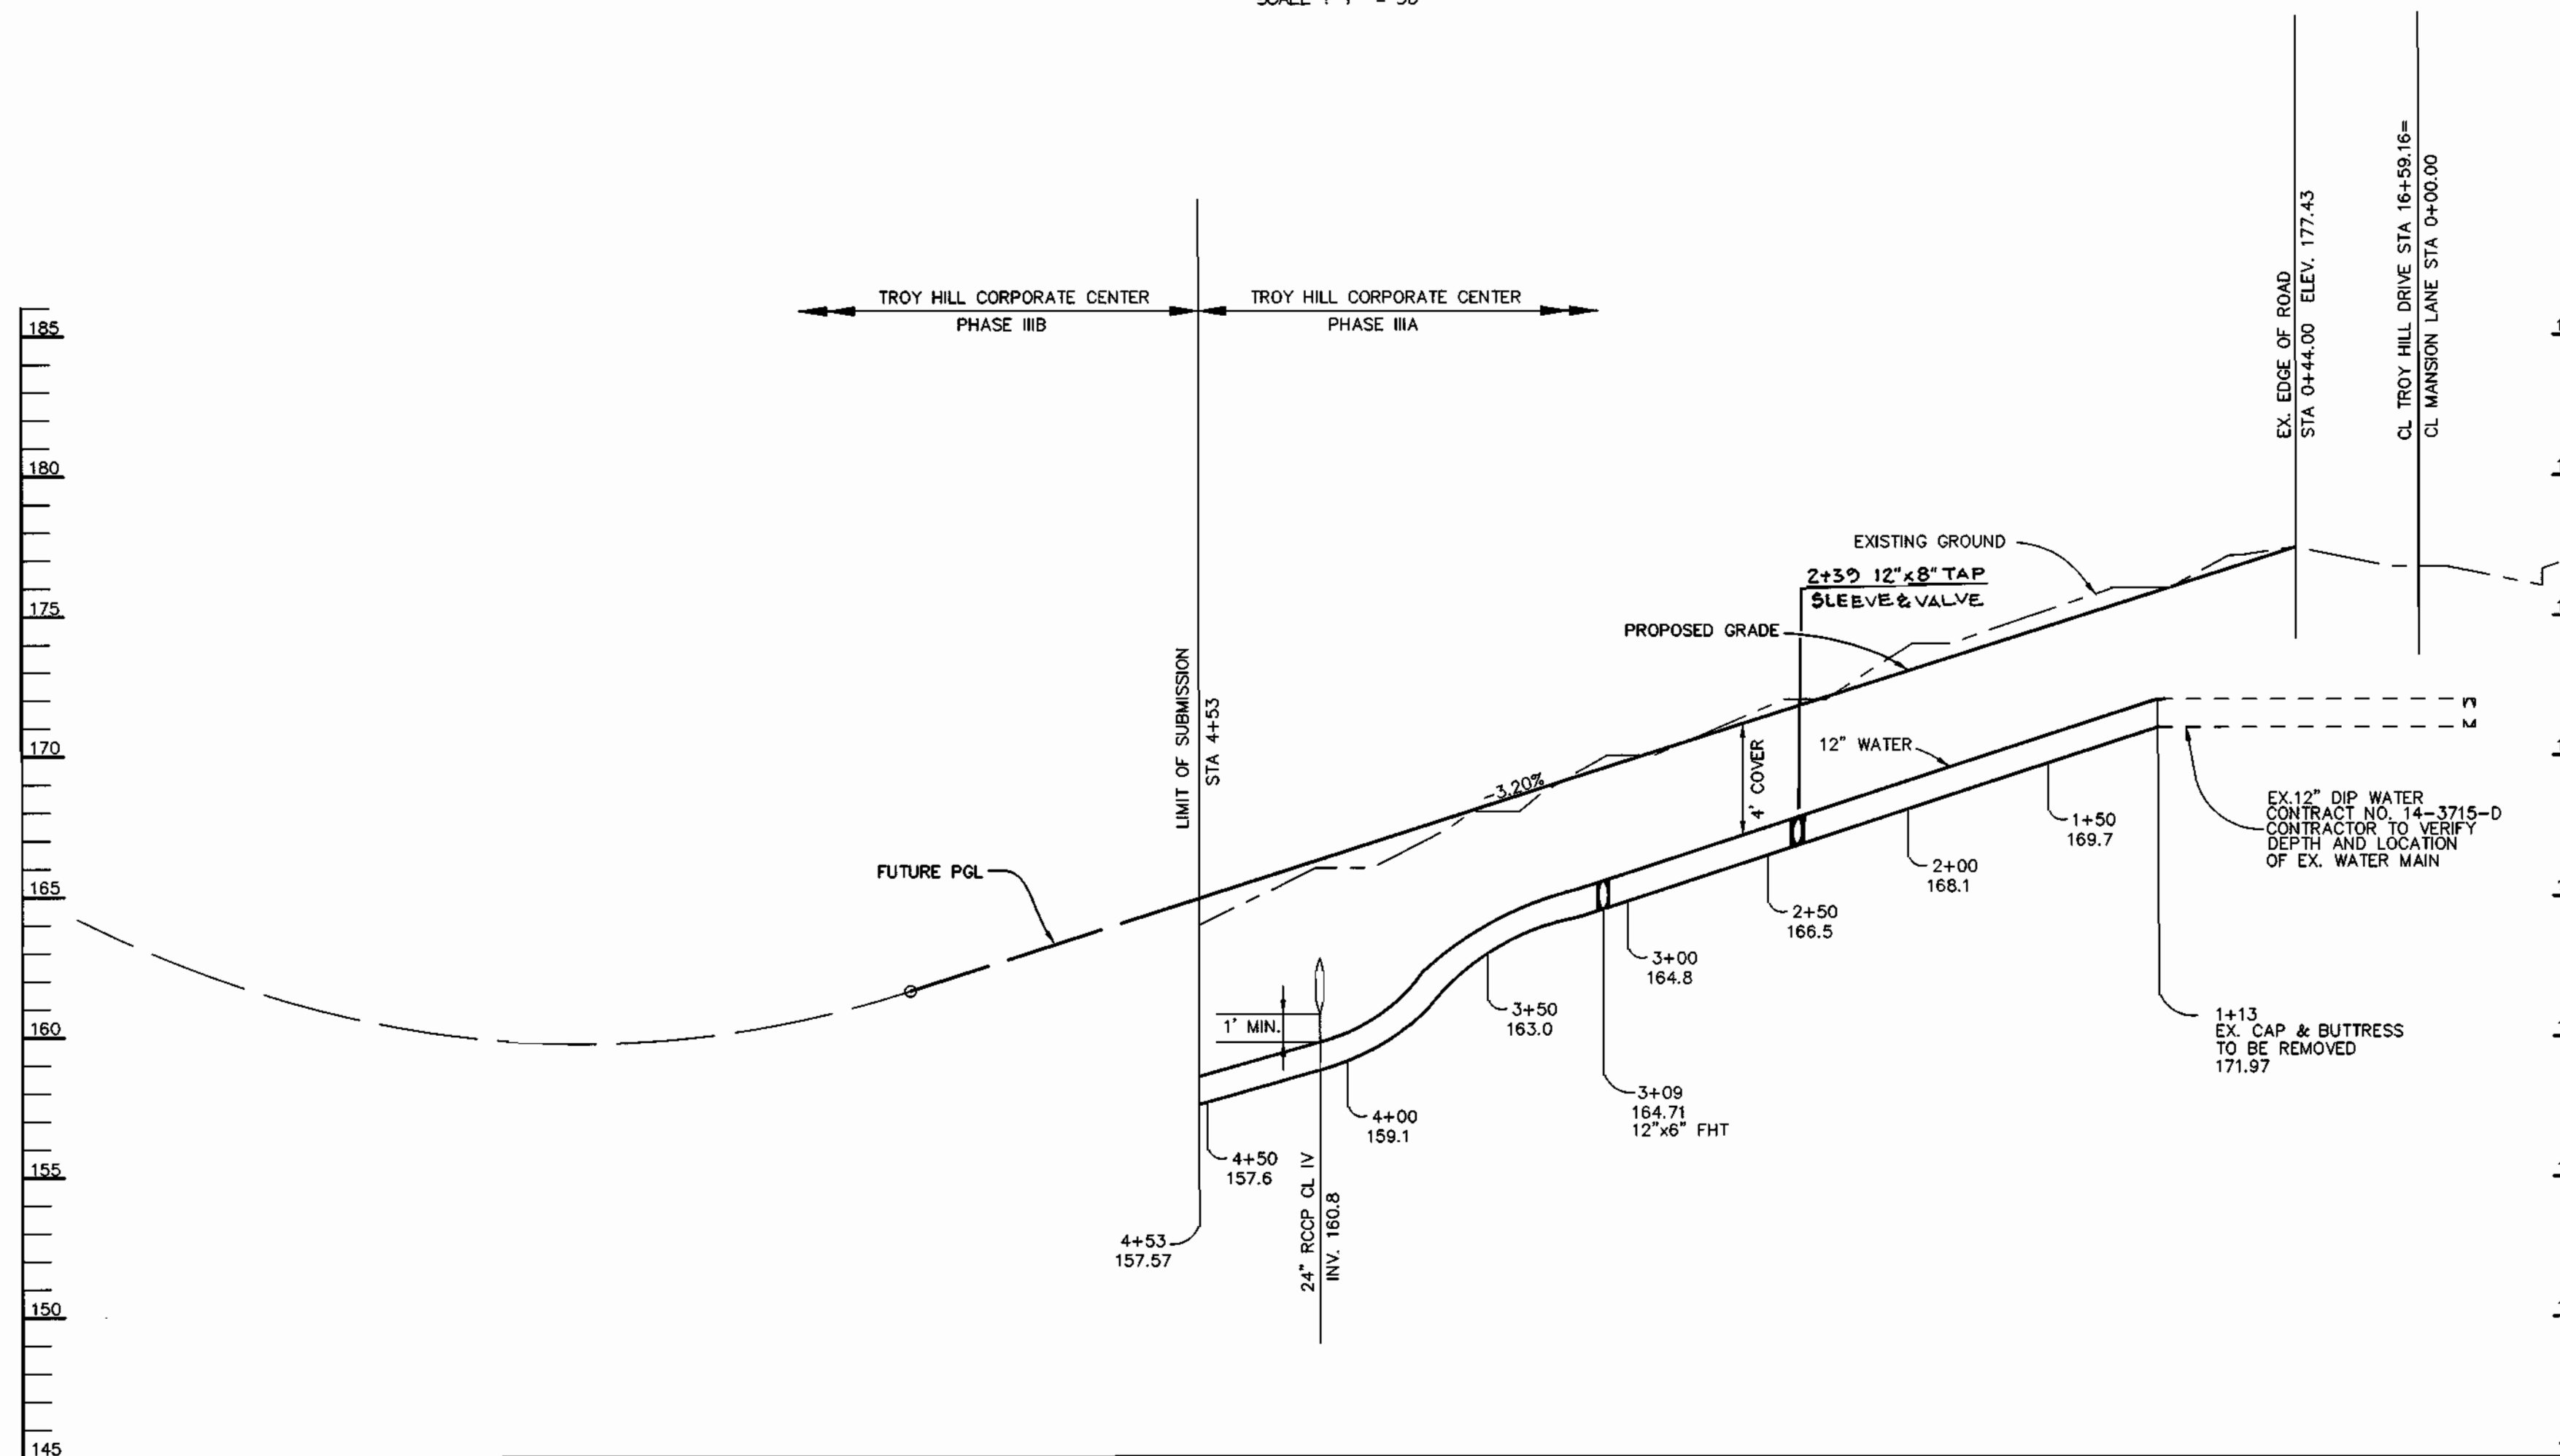 CL TROY HILL DRIVE STA 16+59.16=
CL MANSION LANE STA 0+00.00
EX. EDGE OF ROAD
STA 0+44.00 ELEV. 177.43
TROY HILL CORPORATE CENTER
PHASE IIIB
TROY HILL CORPORATE CENTER
PHASE IIIA
185
180
175
170
165
160
155
150
145
LIMIT OF SUBMISSION
STA 4+53
EXISTING GROUND
2+39 12"x8" TAP
SLEEVE & VALVE
PROPOSED GRADE
4' COVER
12" WATER
-3.20%
W
EX.12" DIP WATER
CONTRACT NO. 14-3715-D
CONTRACTOR TO VERIFY
DEPTH AND LOCATION
OF EX. WATER MAIN
FUTURE PGL
1+50
169.7
2+00
168.1
2+50
166.5
3+00
164.8
3+50
163.0
1' MIN.
1+13
EX. CAP & BUTTRESS
TO BE REMOVED
171.97
3+09
164.71
12"x6" FHT
4+00
159.1
4+50
157.6
4+53
157.57
24" RCCP CL IV
INV. 160.8